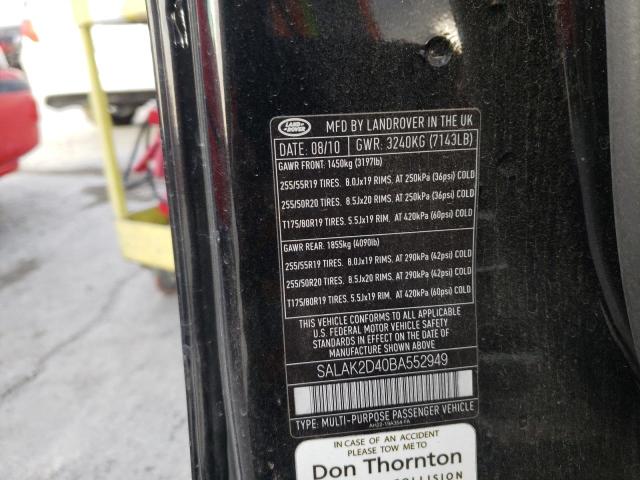 LAND ROVER
MFD BY LANDROVER IN THE UK
DATE: 08/10 GWR: 3240KG (7143LB)
GAWR FRONT: 1450kg (3197lb)
255/55R19 TIRES. 8.0Jx19 RIMS. AT 250kPa (36psi) COLD
255/50R20 TIRES. 8.5Jx20 RIMS. AT 250kPa (36psi) COLD
T175/80R19 TIRES. 5.5Jx19 RIM. AT 420kPa (60psi) COLD
GAWR REAR: 1855kg (4090lb)
255/55R19 TIRES. 8.0Jx19 RIMS. AT 290kPa (42psi) COLD
255/50R20 TIRES. 8.5Jx20 RIMS. AT 290kPa (42psi) COLD
T175/80R19 TIRES. 5.5Jx19 RIM. AT 420kPa (60psi) COLD
THIS VEHICLE CONFORMS TO ALL APPLICABLE
U.S. FEDERAL MOTOR VEHICLE SAFETY
STANDARDS IN EFFECT ON THE DATE OF
MANUFACTURE SHOWN ABOVE.
SALAK2D40BA552949
TYPE: MULTI-PURPOSE PASSENGER VEHICLE
IN CASE OF AN ACCIDENT
PLEASE TOW ME TO
Don Thornton
COLLISION